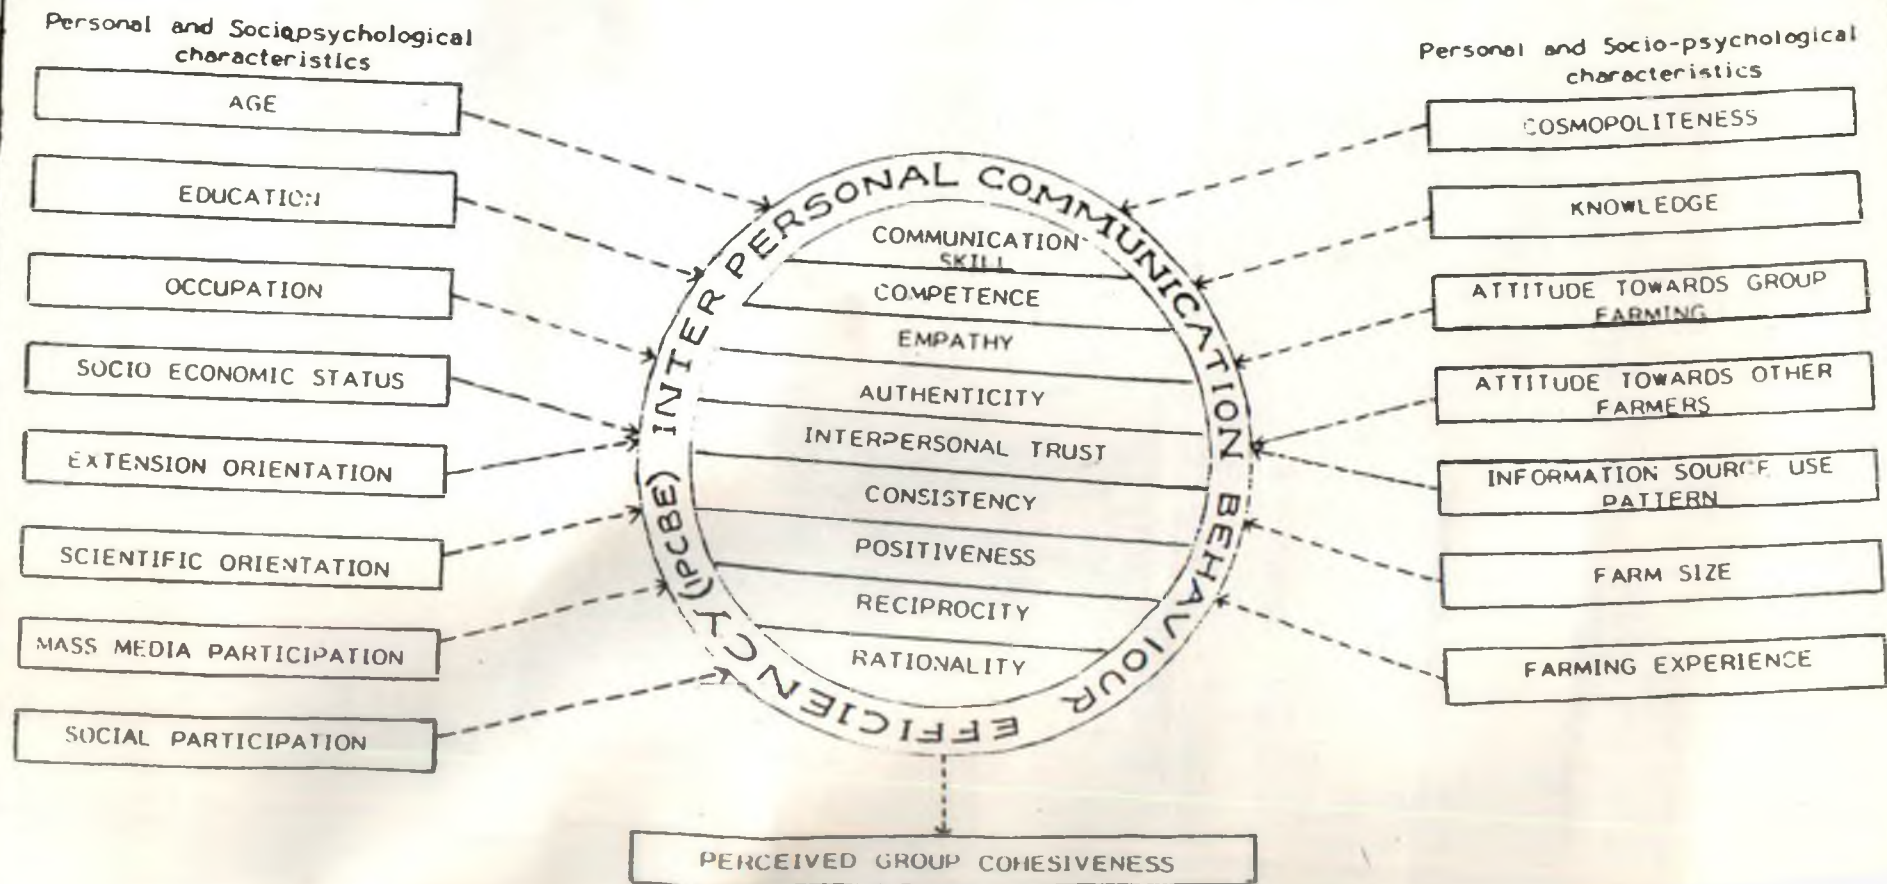 Personal and Sociopsychological
characteristics
AGE
EDUCATION
OCCUPATION
SOCIO ECONOMIC STATUS
EXTENSION ORIENTATION
SCIENTIFIC ORIENTATION
MASS MEDIA PARTICIPATION
SOCIAL PARTICIPATION
INTER PERSONAL COMMUNICATION BEHAVIOUR EFFICIENCY (IPCBE)
COMMUNICATION
SKILL
COMPETENCE
EMPATHY
AUTHENTICITY
INTERPERSONAL TRUST
CONSISTENCY
POSITIVENESS
RECIPROCITY
RATIONALITY
Personal and Socio-psychological
characteristics
COSMOPOLITENESS
KNOWLEDGE
ATTITUDE TOWARDS GROUP
FARMING
ATTITUDE TOWARDS OTHER
FARMERS
INFORMATION SOURCE USE
PATTERN
FARM SIZE
FARMING EXPERIENCE
PERCEIVED GROUP COHESIVENESS